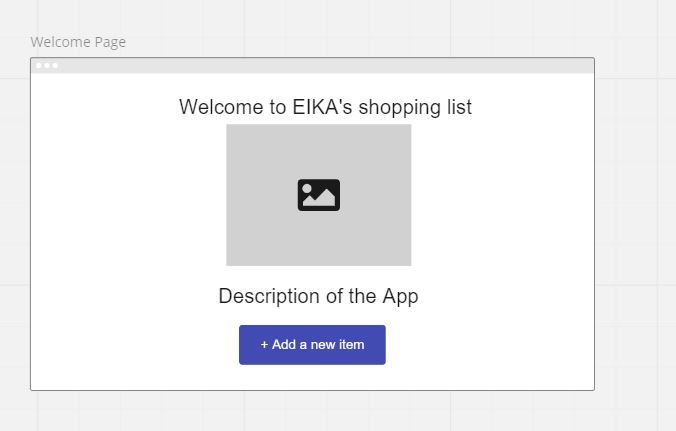 Welcome Page
Welcome to EIKA's shopping list
Description of the App
+ Add a new item